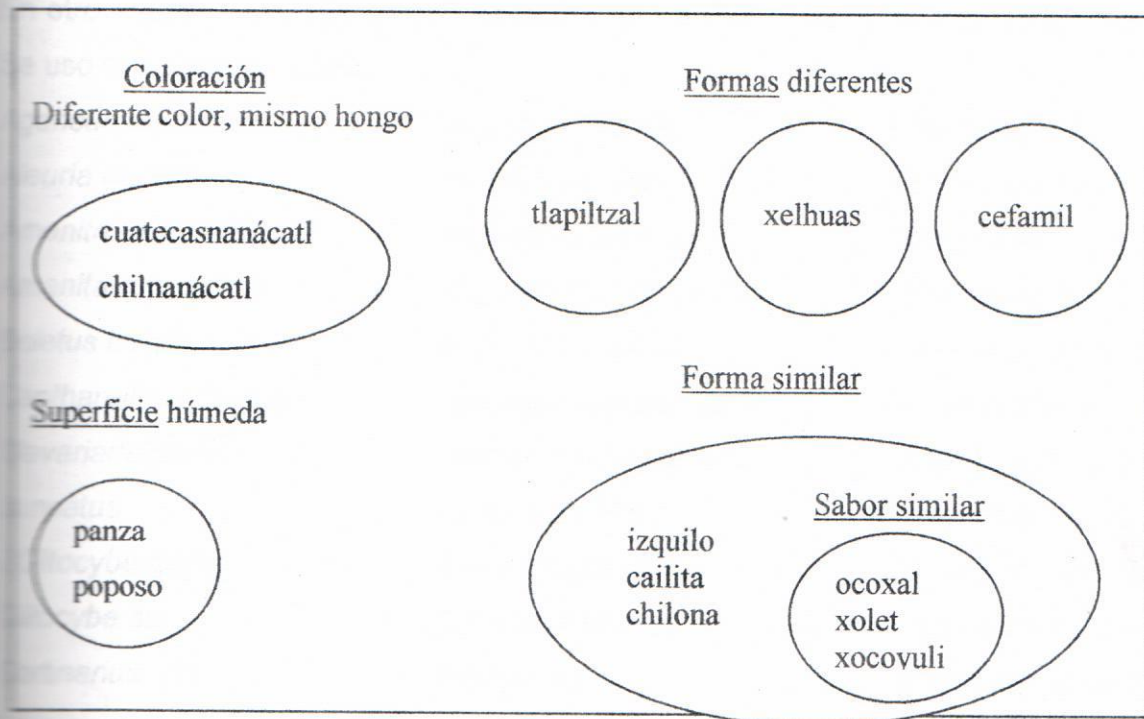 Coloración
Diferente color, mismo hongo
cuatecasnanácatl
chilnanácatl
Formas diferentes
tlapiltzal
xelhuas
cefamil
Superficie húmeda
panza
poposo
Forma similar
izquilo
cailita
chilona
Sabor similar
ocoxal
xolet
xocoyuli